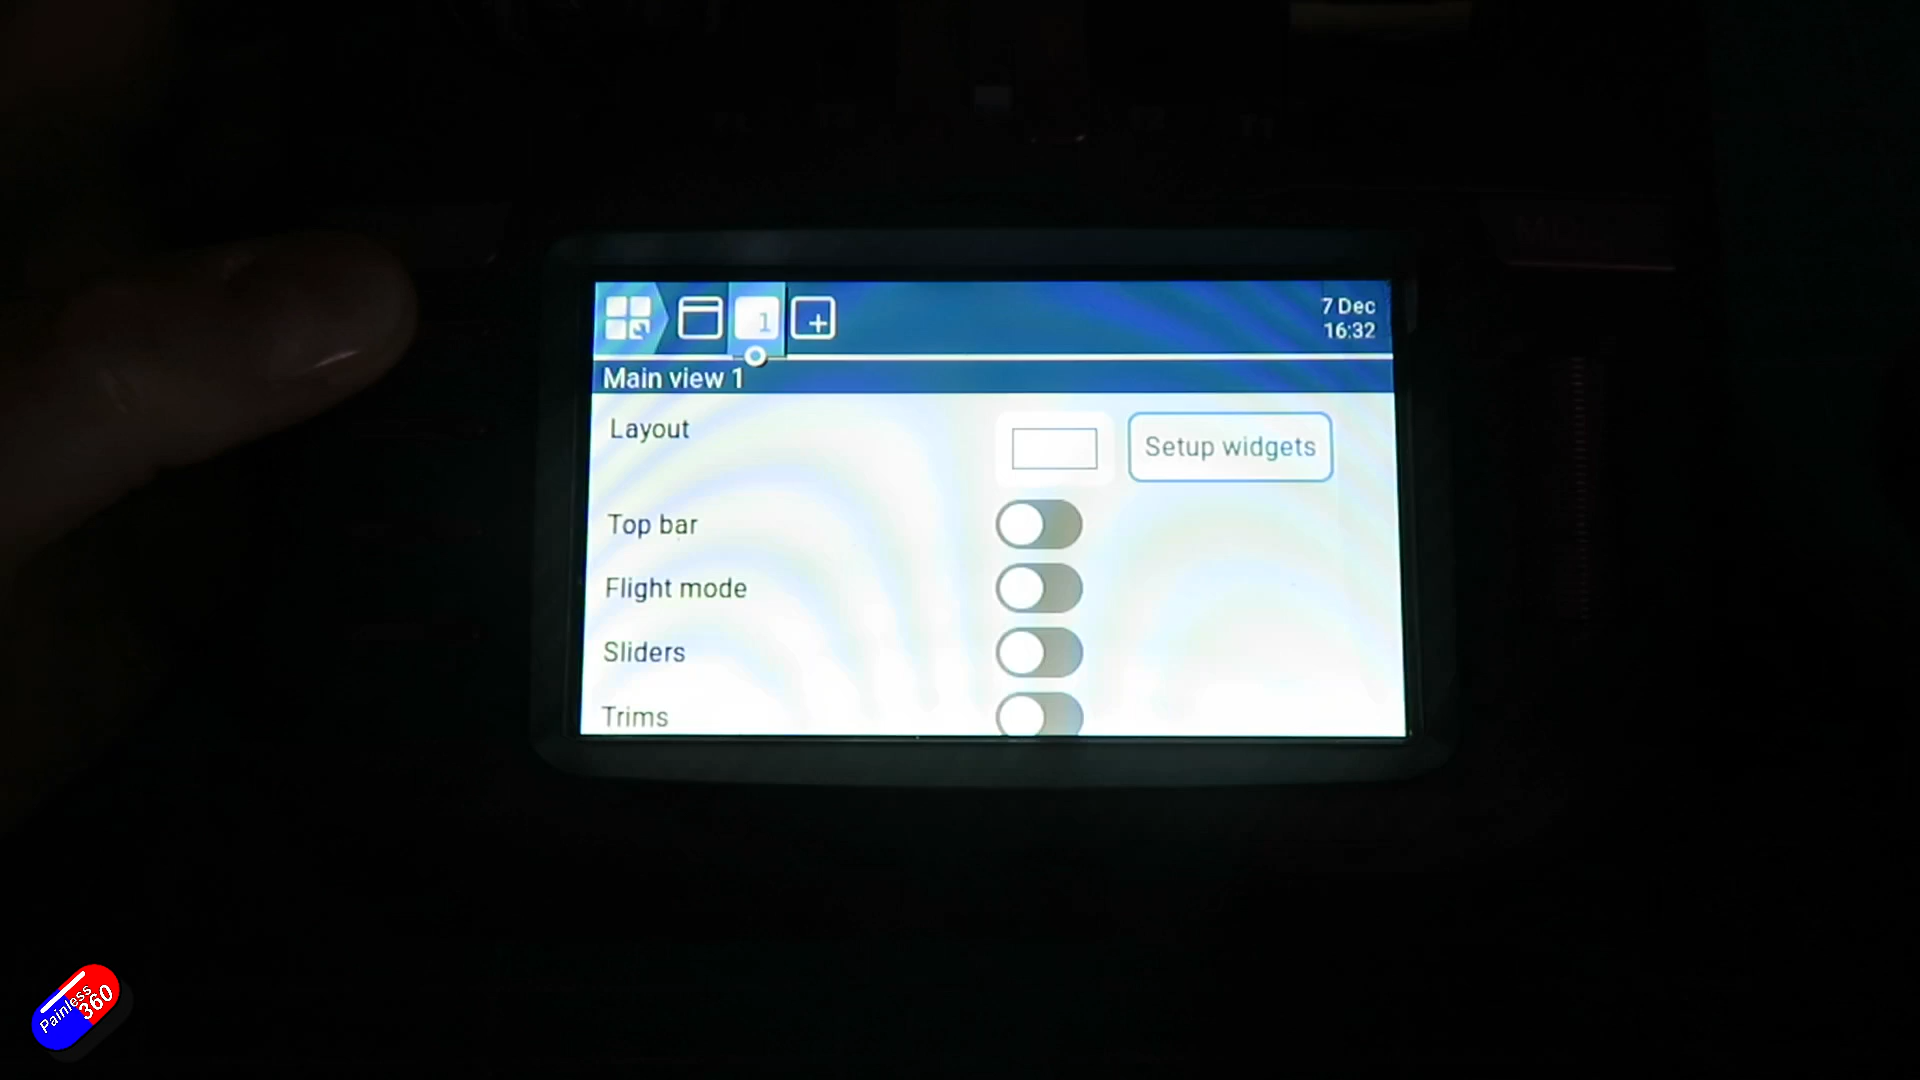 7 Dec
1
16:32
Main view 1
Layout
Setup widgets
Top bar
Flight mode
Sliders
Trims
Painless
360